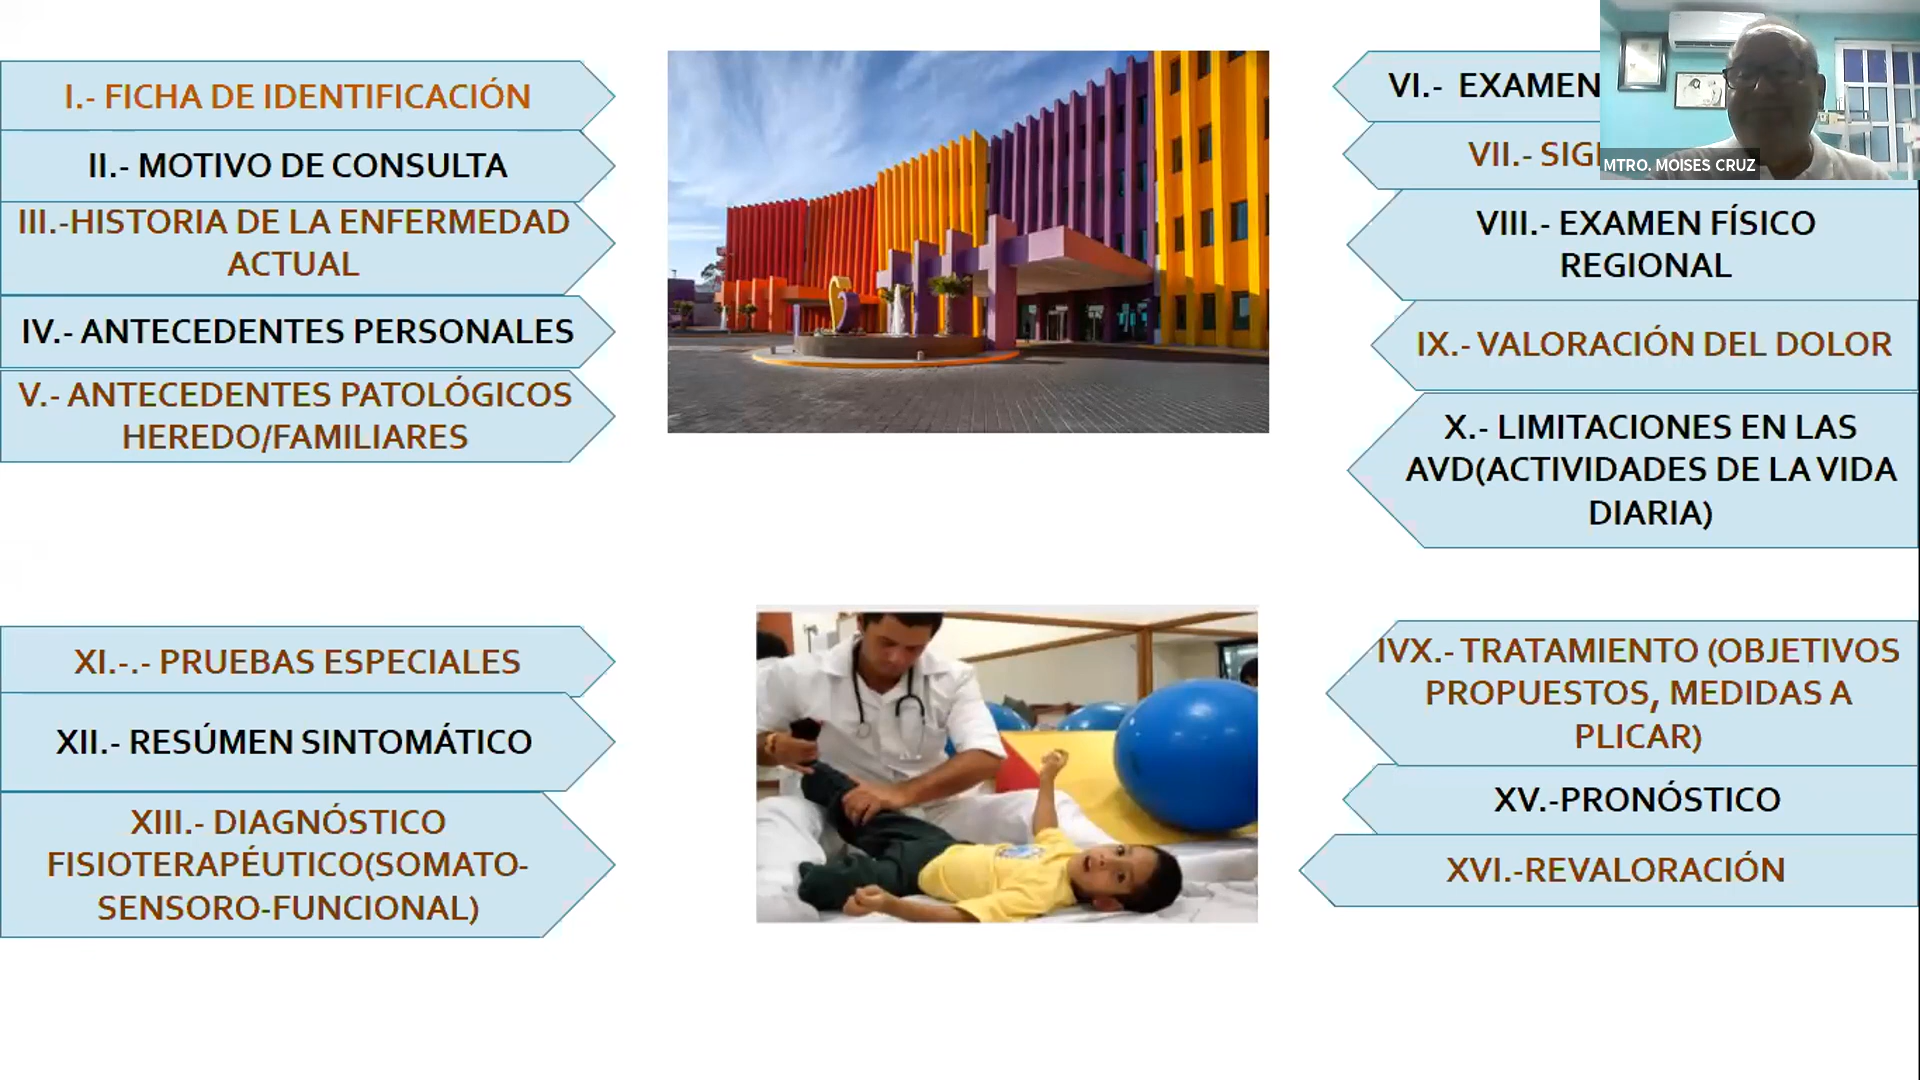 I.- FICHA DE IDENTIFICACIÓN
II.- MOTIVO DE CONSULTA
III.-HISTORIA DE LA ENFERMEDAD
ACTUAL
IV.- ANTECEDENTES PERSONALES
V.- ANTECEDENTES PATOLÓGICOS
HEREDO/FAMILIARES
VI.- EXAMEN
VII.-
MTRO. MOISES CRUZ
VIII.- EXAMEN FÍSICO
REGIONAL
IX.- VALORACIÓN DEL DOLOR
X.- LIMITACIONES EN LAS
AVD(ACTIVIDADES DE LA VIDA
DIARIA)
XI.-.- PRUEBAS ESPECIALES
XII.- RESÚMEN SINTOMÁTICO
XIII.- DIAGNÓSTICO
FISIOTERAPÉUTICO(SOMATO-
SENSORO-FUNCIONAL)
IVX.- TRATAMIENTO (OBJETIVOS
PROPUESTOS, MEDIDAS A
PLICAR)
XV.-PRONÓSTICO
XVI.-REVALORACIÓN